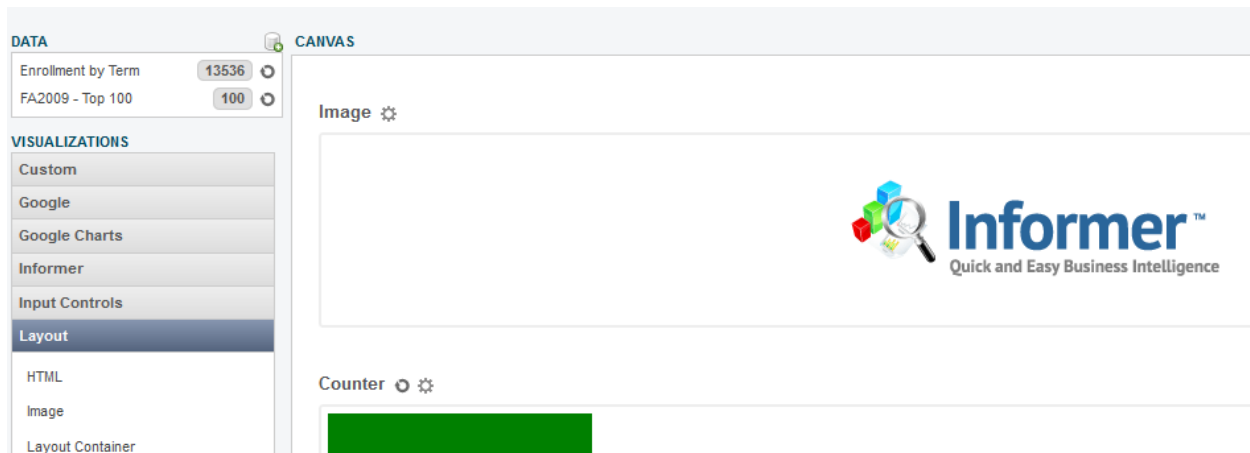 DATA
Enrollment by Term 13536
FA2009 - Top 100 100
VISUALIZATIONS
Custom
Google
Google Charts
Informer
Input Controls
Layout
HTML
Image
Layout Container
CANVAS
Image
Informer™
Quick and Easy Business Intelligence
Counter